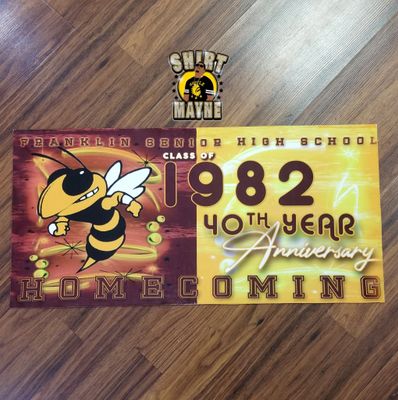 SHIRT
MAYNE
FRANKLIN SENIOR HIGH SCHOOL
CLASS OF
1982
40TH YEAR
Anniversary
HOMECOMING